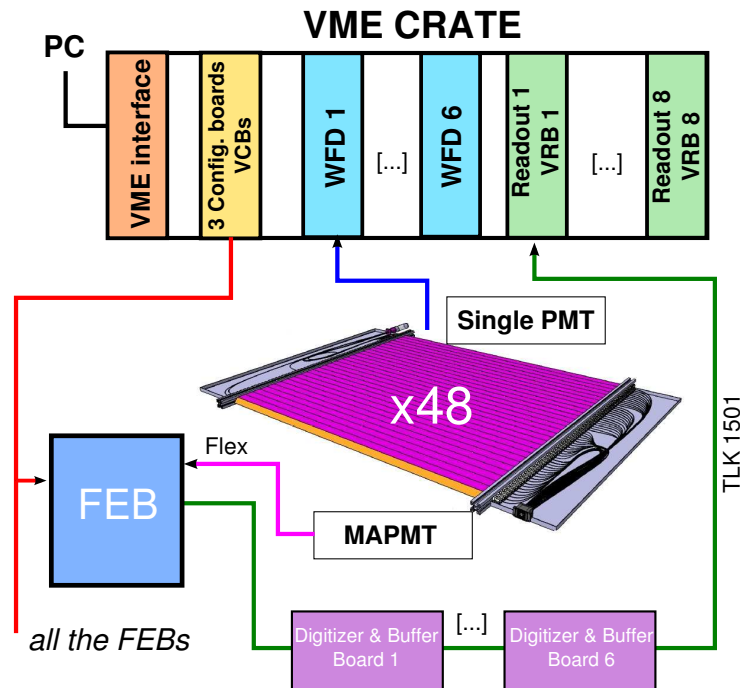 VME CRATE
PC
VME interface
3 Config. boards
VCBs
WFD 1
[...]
WFD 6
Readout 1
VRB 1
[...]
Readout 8
VRB 8
Single PMT
x48
TLK 1501
Flex
FEB
MAPMT
all the FEBs
Digitizer & Buffer
Board 1
[...]
Digitizer & Buffer
Board 6